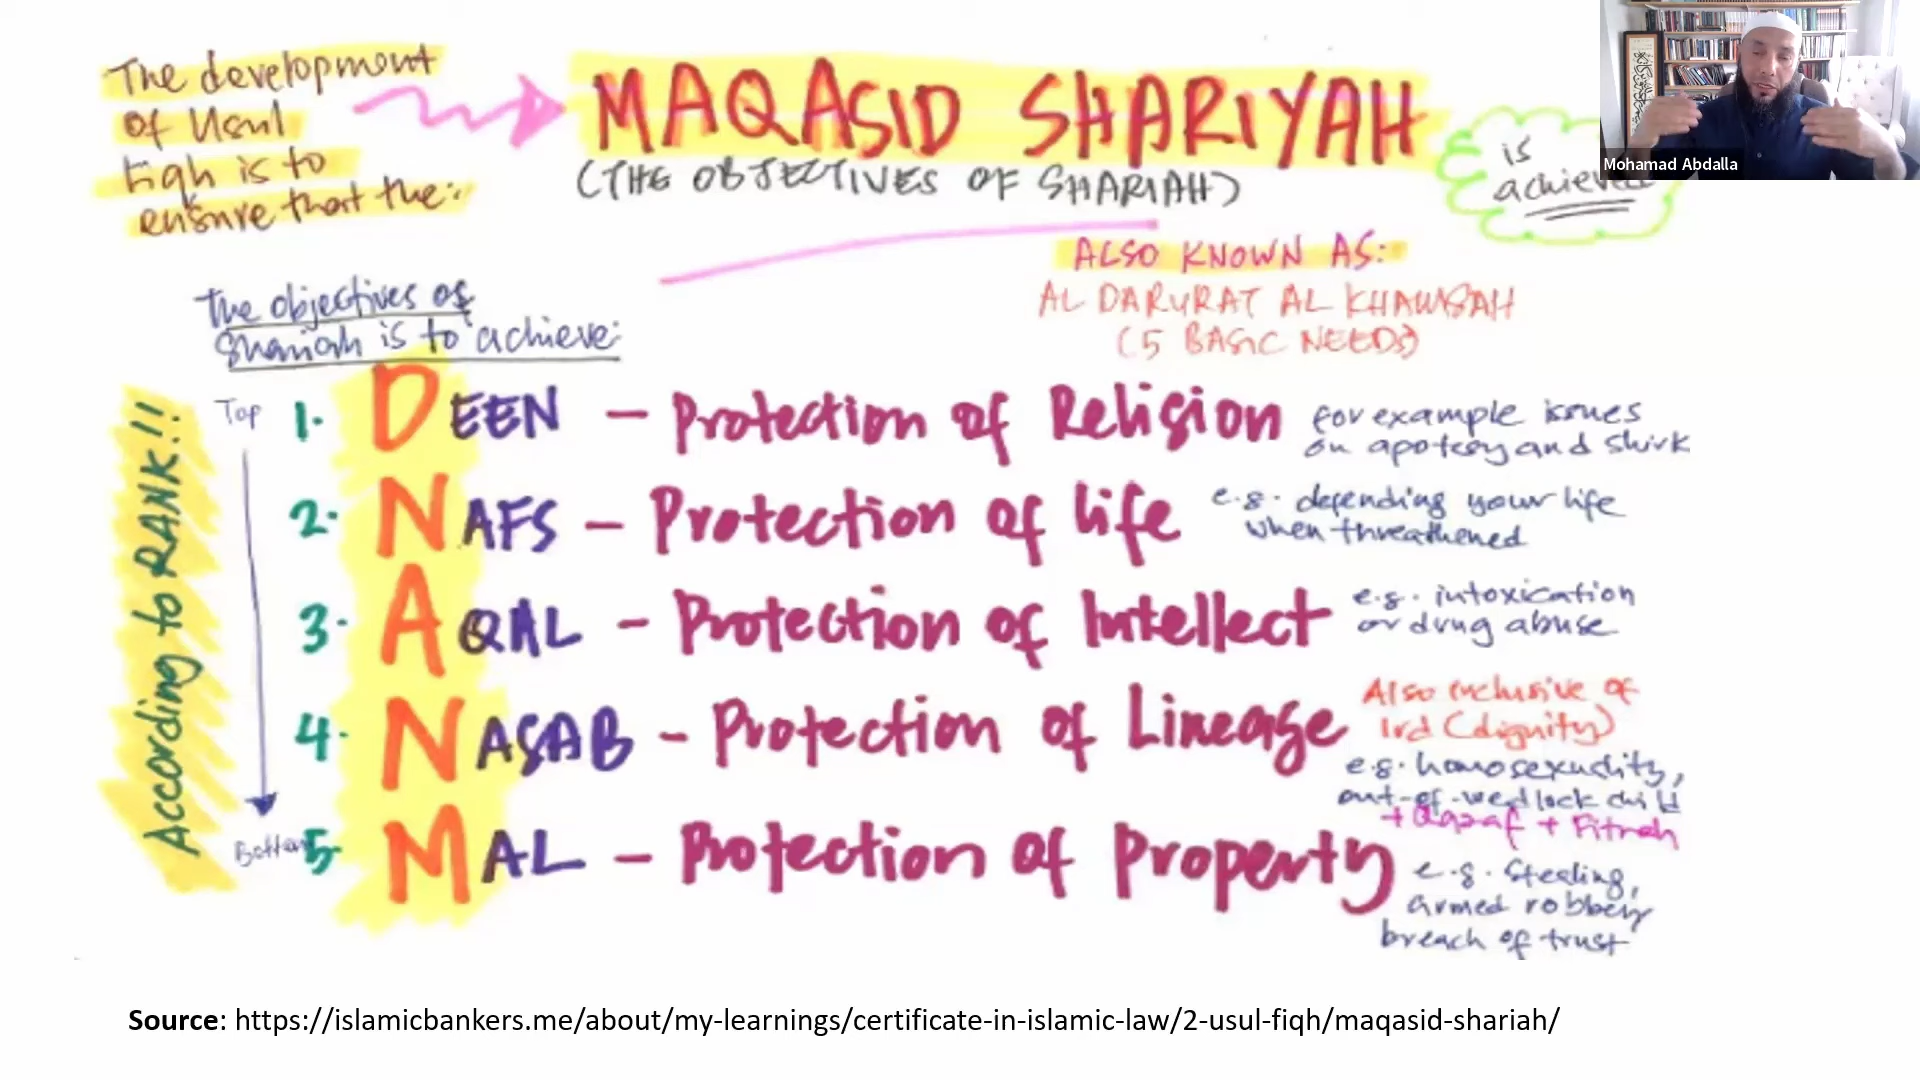 The development
of Usul
fiqh is to
ensure that the:
MAQASID SHARIYAH
(THE OBJECTIVES OF SHARIAH)
is
achieved
Mohamad Abdalla
ALSO KNOWN AS:
AL DARURAT AL KHAMSAH
(5 BASIC NEEDS)
The objectives of
Shariah is to achieve:
According to RANK!!
Top
1. DEEN - Protection of Religion
for example issues
on apotasy and shirk
2. NAFS - Protection of life
e.g. defending your life
when threathened
3. AQAL - Protection of Intellect
e.g. intoxication
or drug abuse
4. NASAB - Protection of Lineage
Also inclusive of
Ird (dignity)
e.g. homosexuality,
out-of-wedlock child
+ Qazaf + Fitrah
Bottom
5. MAL - Protection of Property
e.g. Stealing,
armed robbery
breach of trust
Source: https://islamicbankers.me/about/my-learnings/certificate-in-islamic-law/2-usul-fiqh/maqasid-shariah/